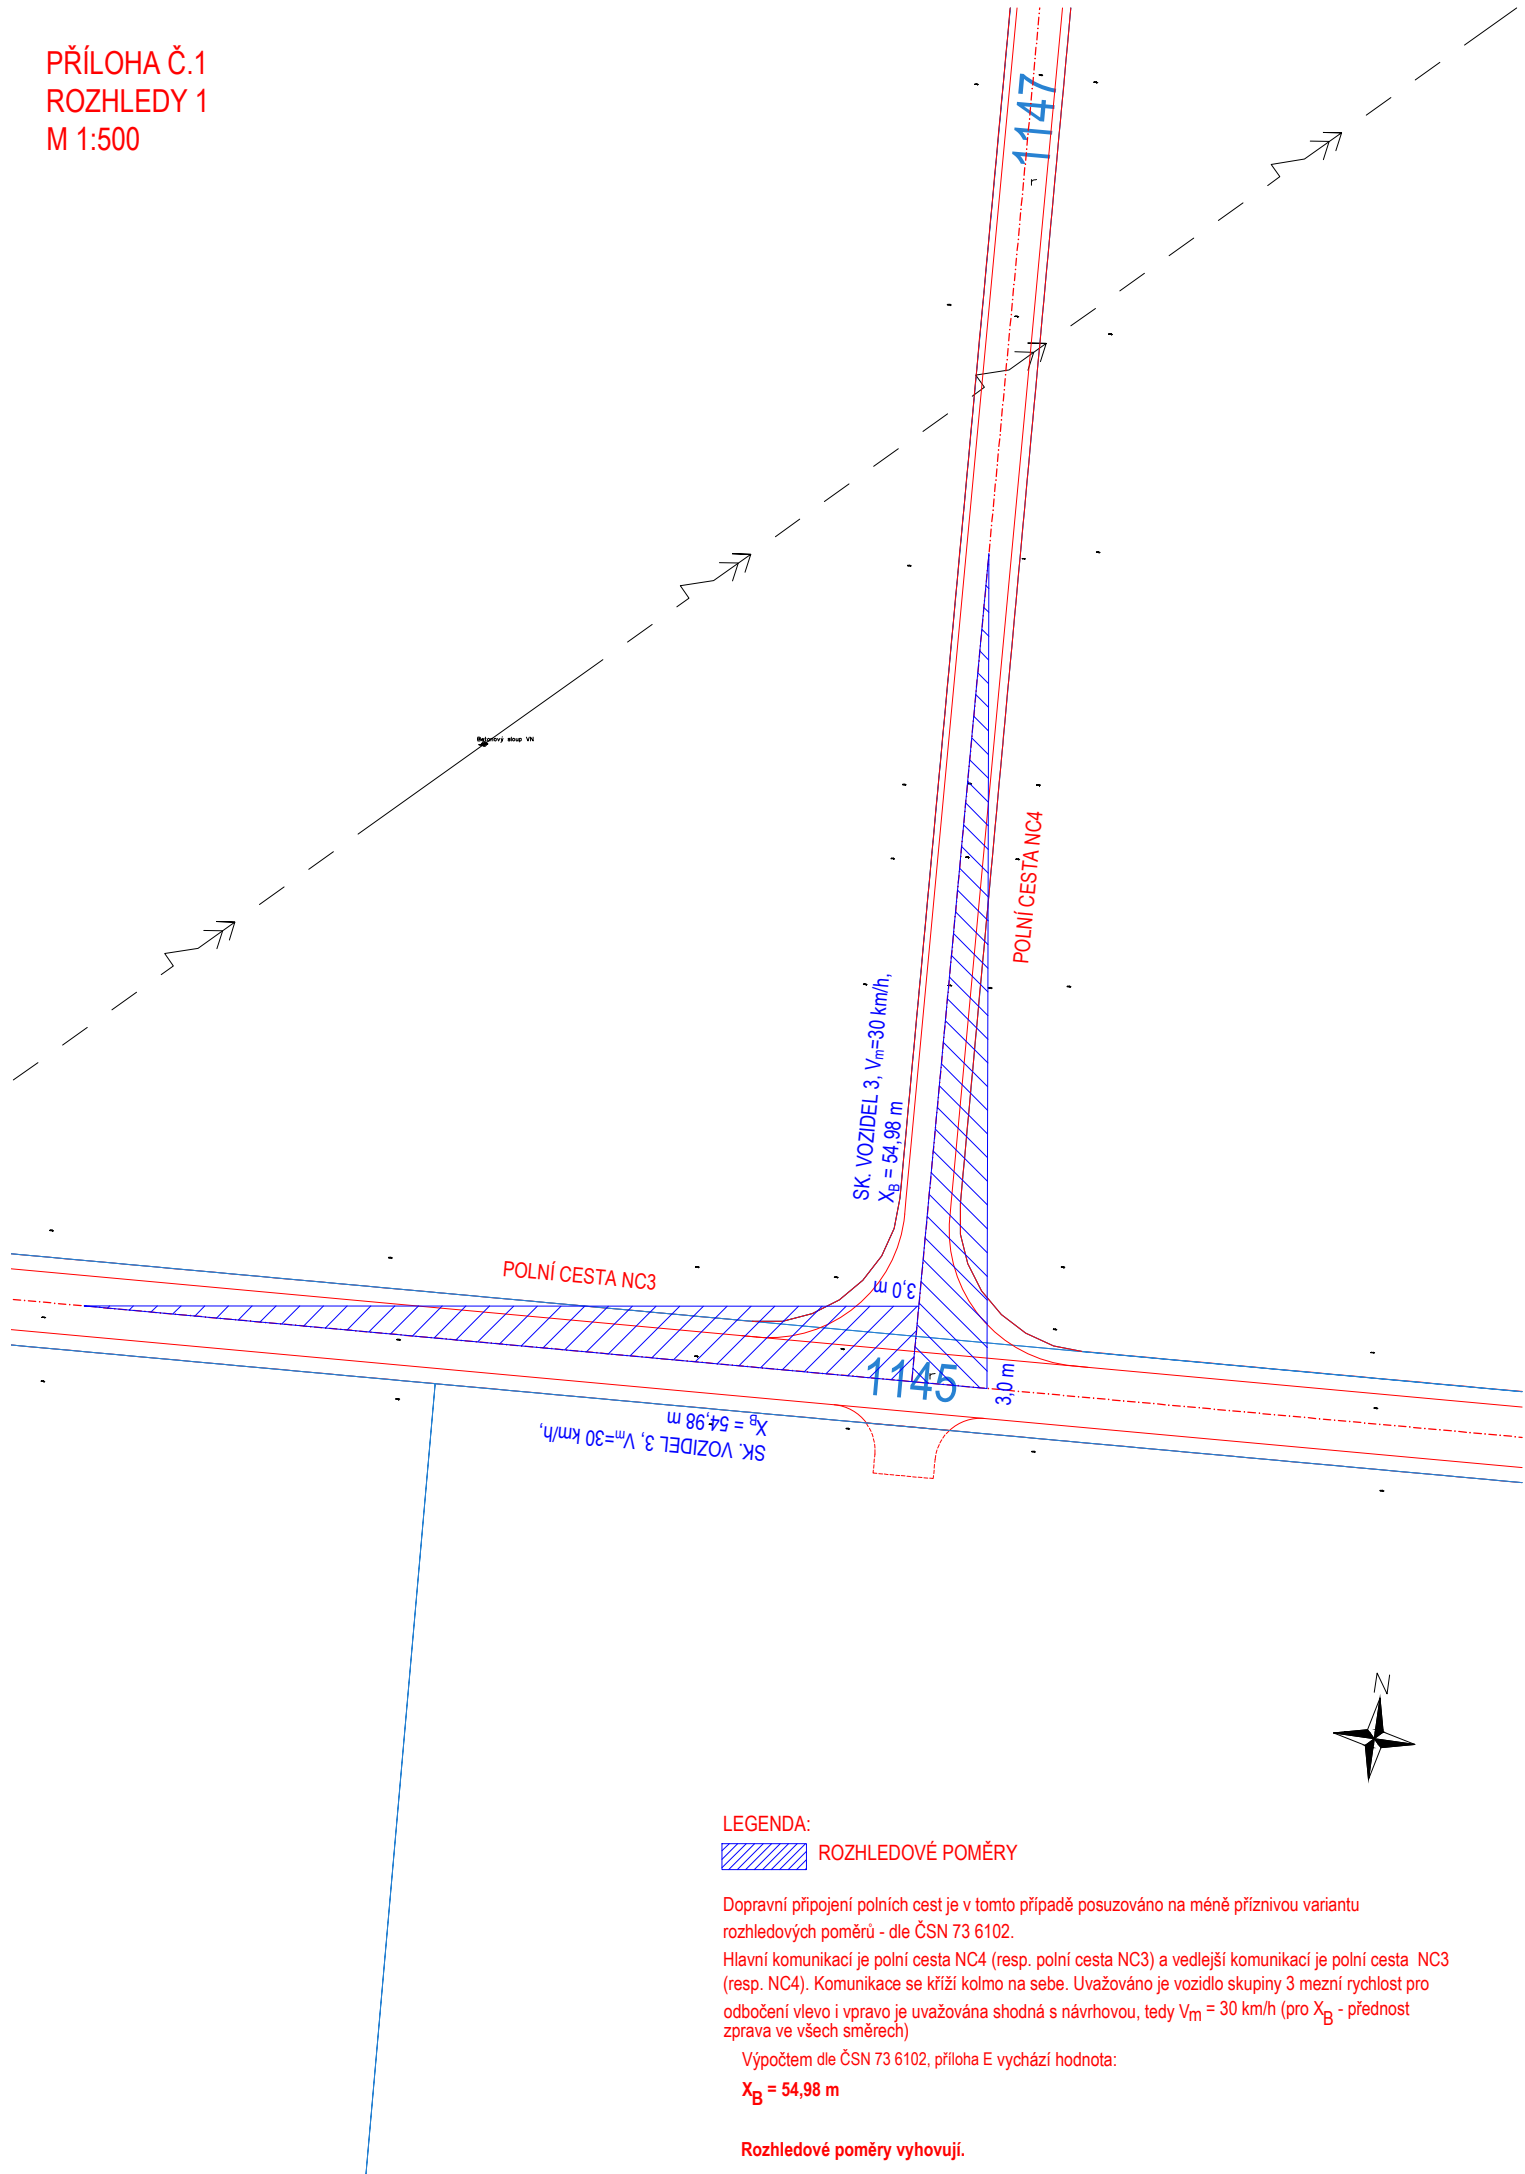 PŘÍLOHA Č.1
ROZHLEDY 1
M 1:500
1147
r
Betonový sloup VN
POLNÍ CESTA NC4
SK. VOZIDEL 3, Vm=30 km/h,
XB = 54,98 m
POLNÍ CESTA NC3
3,0 m
1145
r
3,0 m
SK. VOZIDEL 3, Vm=30 km/h,
XB = 54,98 m
N
LEGENDA:
ROZHLEDOVÉ POMĚRY
Dopravní připojení polních cest je v tomto případě posuzováno na méně příznivou variantu
rozhledových poměrů - dle ČSN 73 6102.
Hlavní komunikací je polní cesta NC4 (resp. polní cesta NC3) a vedlejší komunikací je polní cesta NC3
(resp. NC4). Komunikace se kříží kolmo na sebe. Uvažováno je vozidlo skupiny 3 mezní rychlost pro
odbočení vlevo i vpravo je uvažována shodná s návrhovou, tedy Vm = 30 km/h (pro XB - přednost
zprava ve všech směrech)
Výpočtem dle ČSN 73 6102, příloha E vychází hodnota:
XB = 54,98 m
Rozhledové poměry vyhovují.